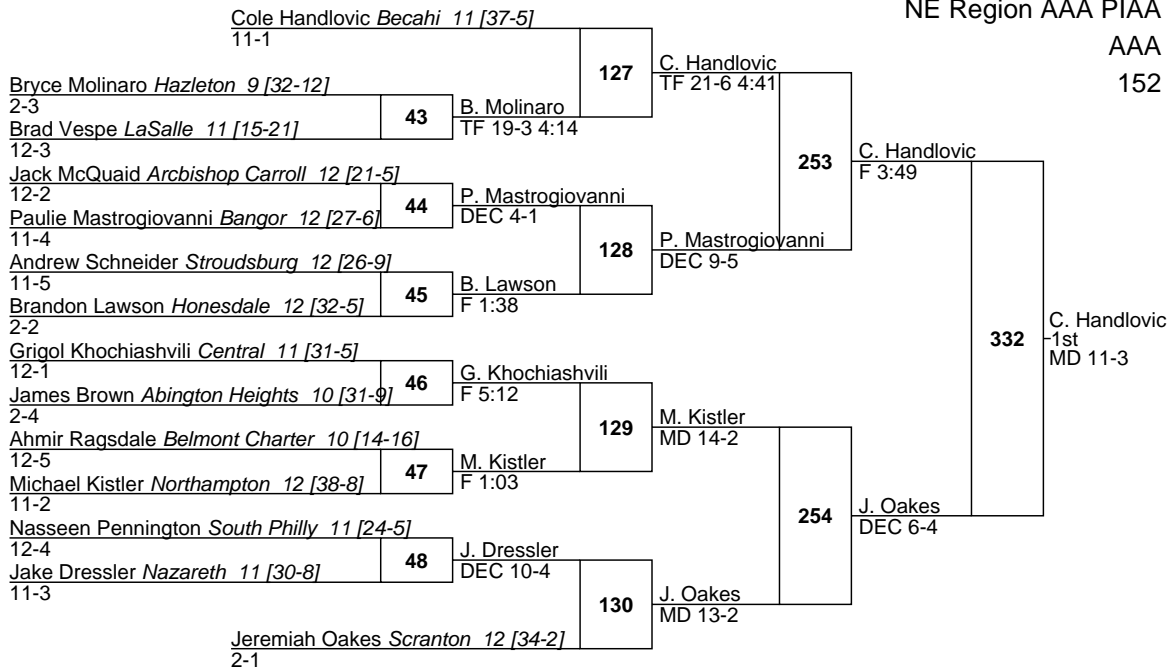 NE Region AAA PIAA
AAA
152
Cole Handlovic Becahi 11 [37-5]
11-1
127
C. Handlovic
TF 21-6 4:41
Bryce Molinaro Hazleton 9 [32-12]
2-3
43
B. Molinaro
TF 19-3 4:14
Brad Vespe LaSalle 11 [15-21]
12-3
253
C. Handlovic
F 3:49
Jack McQuaid Arcbishop Carroll 12 [21-5]
12-2
44
P. Mastrogiovanni
DEC 4-1
Paulie Mastrogiovanni Bangor 12 [27-6]
11-4
128
P. Mastrogiovanni
DEC 9-5
Andrew Schneider Stroudsburg 12 [26-9]
11-5
45
B. Lawson
F 1:38
Brandon Lawson Honesdale 12 [32-5]
2-2
332
C. Handlovic
1st
MD 11-3
Grigol Khochiashvili Central 11 [31-5]
12-1
46
G. Khochiashvili
F 5:12
James Brown Abington Heights 10 [31-9]
2-4
129
M. Kistler
MD 14-2
Ahmir Ragsdale Belmont Charter 10 [14-16]
12-5
47
M. Kistler
F 1:03
Michael Kistler Northampton 12 [38-8]
11-2
254
J. Oakes
DEC 6-4
Nasseen Pennington South Philly 11 [24-5]
12-4
48
J. Dressler
DEC 10-4
Jake Dressler Nazareth 11 [30-8]
11-3
130
J. Oakes
MD 13-2
Jeremiah Oakes Scranton 12 [34-2]
2-1